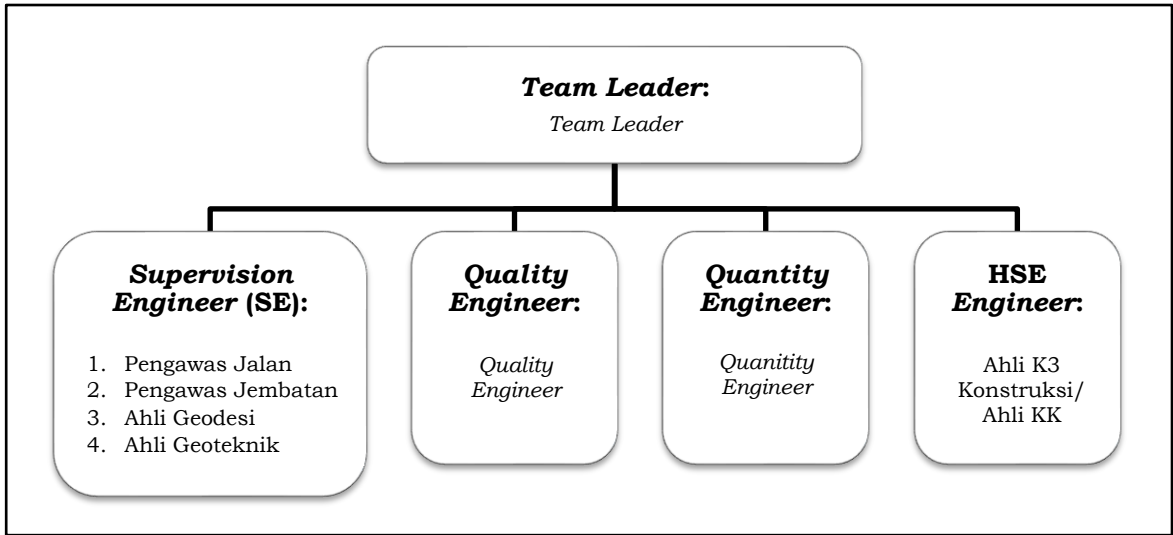 Team Leader:
Team Leader
Supervision
Engineer (SE):
1. Pengawas Jalan
2. Pengawas Jembatan
3. Ahli Geodesi
4. Ahli Geoteknik
Quality
Engineer:
Quality
Engineer
Quantity
Engineer:
Quanitity
Engineer
HSE
Engineer:
Ahli K3
Konstruksi/
Ahli KK